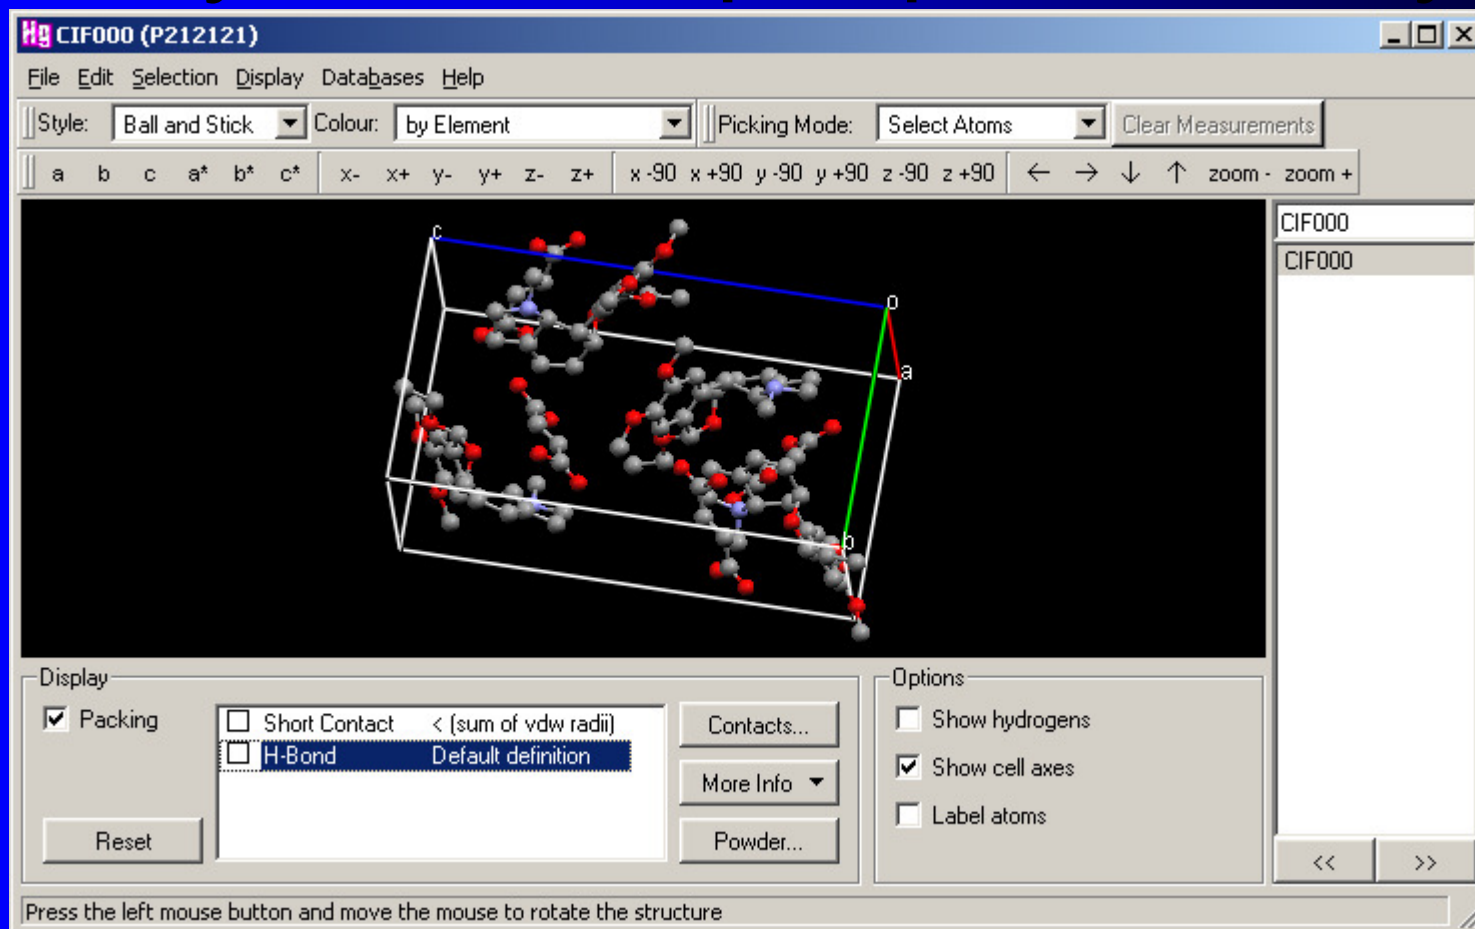 Hg CIF000 (P212121)
File Edit Selection Display Databases Help
Style: Ball and Stick Colour: by Element Picking Mode: Select Atoms Clear Measurements
a b c a* b* c* x- x+ y- y+ z- z+ x -90 x +90 y -90 y +90 z -90 z +90 ← → ↓ ↑ zoom - zoom +
CIF000
CIF000
c
o
a
b
Display
Packing
Short Contact < (sum of vdw radii)
H-Bond Default definition
Reset
Contacts...
More Info
Powder...
Options
Show hydrogens
Show cell axes
Label atoms
<< >>
Press the left mouse button and move the mouse to rotate the structure